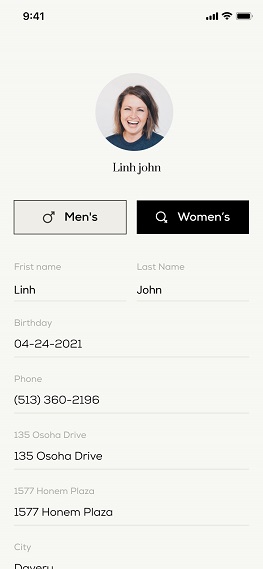 9:41
Linh john
Men's
Women's
Frist name
Last Name
Linh
John
Birthday
04-24-2021
Phone
(513) 360-2196
135 Osoha Drive
135 Osoha Drive
1577 Honem Plaza
1577 Honem Plaza
City